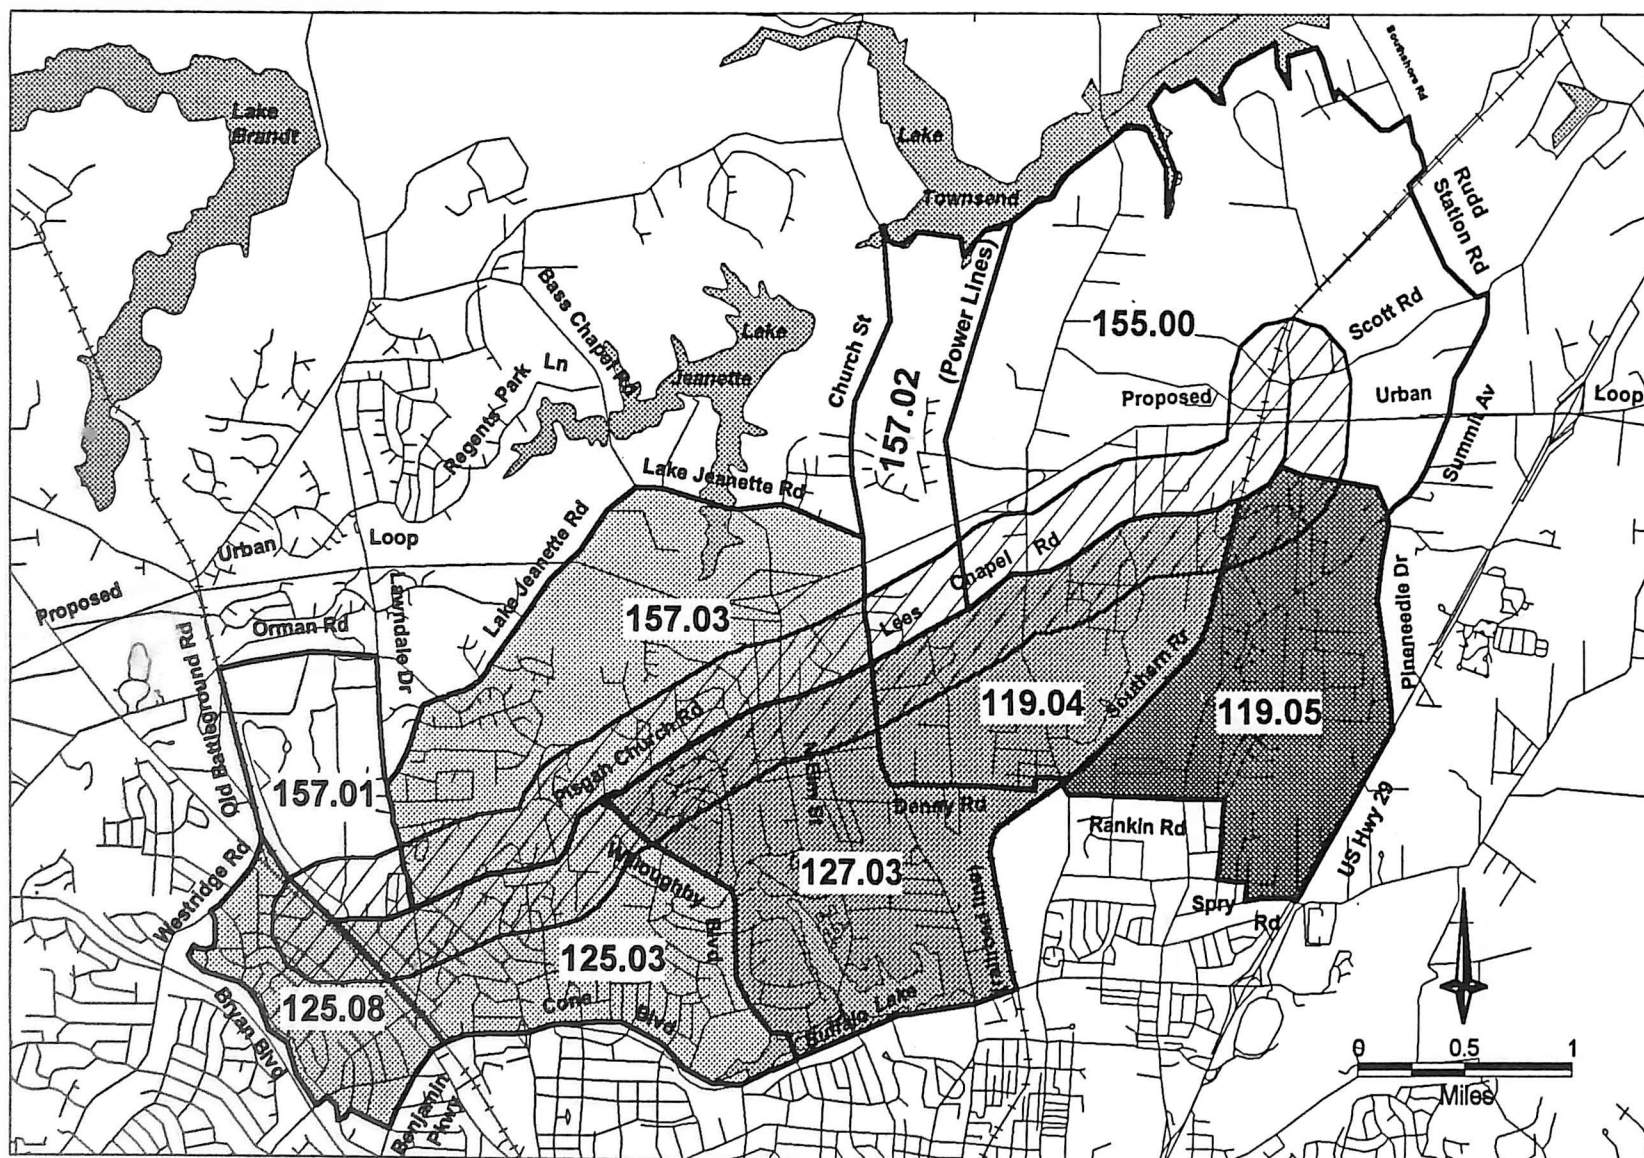 Southshore Rd
Lake
Brandt
Lake
Townsend
Rudd
Station Rd
Bass Chapel Rd
Lake
Jeanette
Church St
(Power Lines)
157.02
155.00
Scott Rd
Regents Park
Ln
Proposed
Urban
Loop
Summit Av
Lake Jeanette Rd
Urban
Loop
Proposed
Lake Jeanette Rd
Lawndale Dr
Orman Rd
157.03
Lees
Chapel
Rd
Pineneedle Dr
Old Battleground Rd
Southern Rr
119.04
119.05
Pisgah Church Rd
157.01
N Elm St
Denny Rd
Rankin Rd
US Hwy 29
Westridge Rd
Willoughby
Blvd
127.03
Railroad
Spry
Rd
125.03
125.08
Cone
Blvd
Buffalo Lake
Bryan Blvd
Benjamin
Pkwy
0
0.5
1
Miles